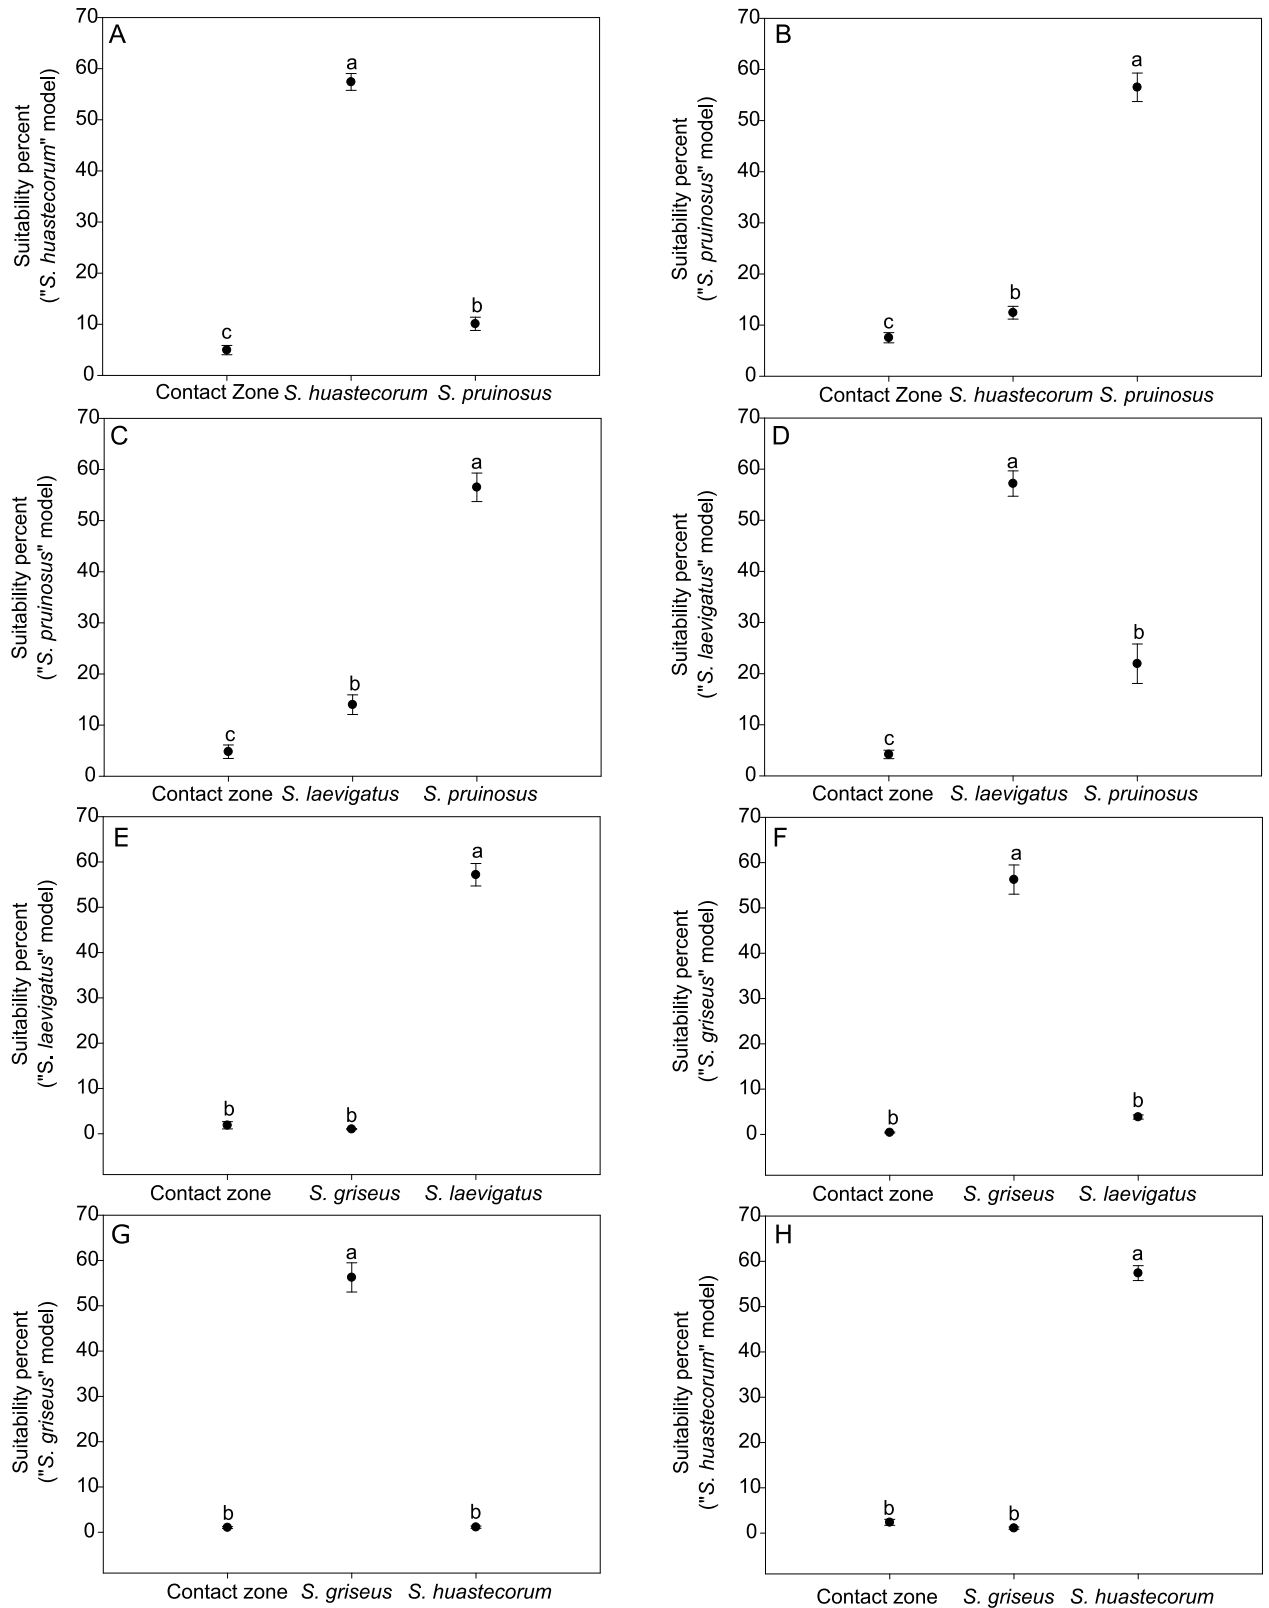 A
Suitability percent
("S. huastecorum" model)
70
60
50
40
30
20
10
0
c
a
b
Contact Zone S. huastecorum S. pruinosus
B
Suitability percent
("S. pruinosus" model)
70
60
50
40
30
20
10
0
c
b
a
Contact Zone S. huastecorum S. pruinosus
C
Suitability percent
("S. pruinosus" model)
70
60
50
40
30
20
10
0
c
b
a
Contact zone S. laevigatus S. pruinosus
D
Suitability percent
("S. laevigatus" model)
70
60
50
40
30
20
10
0
c
a
b
Contact zone S. laevigatus S. pruinosus
E
Suitability percent
("S. laevigatus" model)
70
60
50
40
30
20
10
0
b
b
a
Contact zone S. griseus S. laevigatus
F
Suitability percent
("S. griseus" model)
70
60
50
40
30
20
10
0
b
a
b
Contact zone S. griseus S. laevigatus
G
Suitability percent
("S. griseus" model)
70
60
50
40
30
20
10
0
b
a
b
Contact zone S. griseus S. huastecorum
H
Suitability percent
("S. huastecorum" model)
70
60
50
40
30
20
10
0
b
b
a
Contact zone S. griseus S. huastecorum